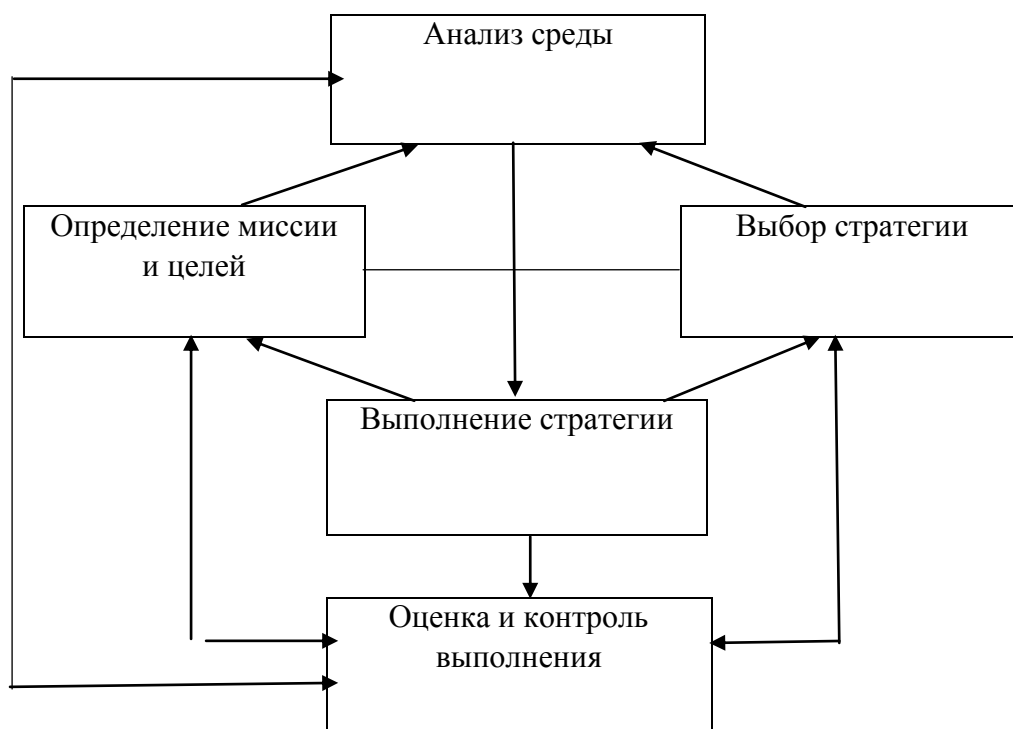 Анализ среды
Определение миссии
и целей
Выбор стратегии
Выполнение стратегии
Оценка и контроль
выполнения